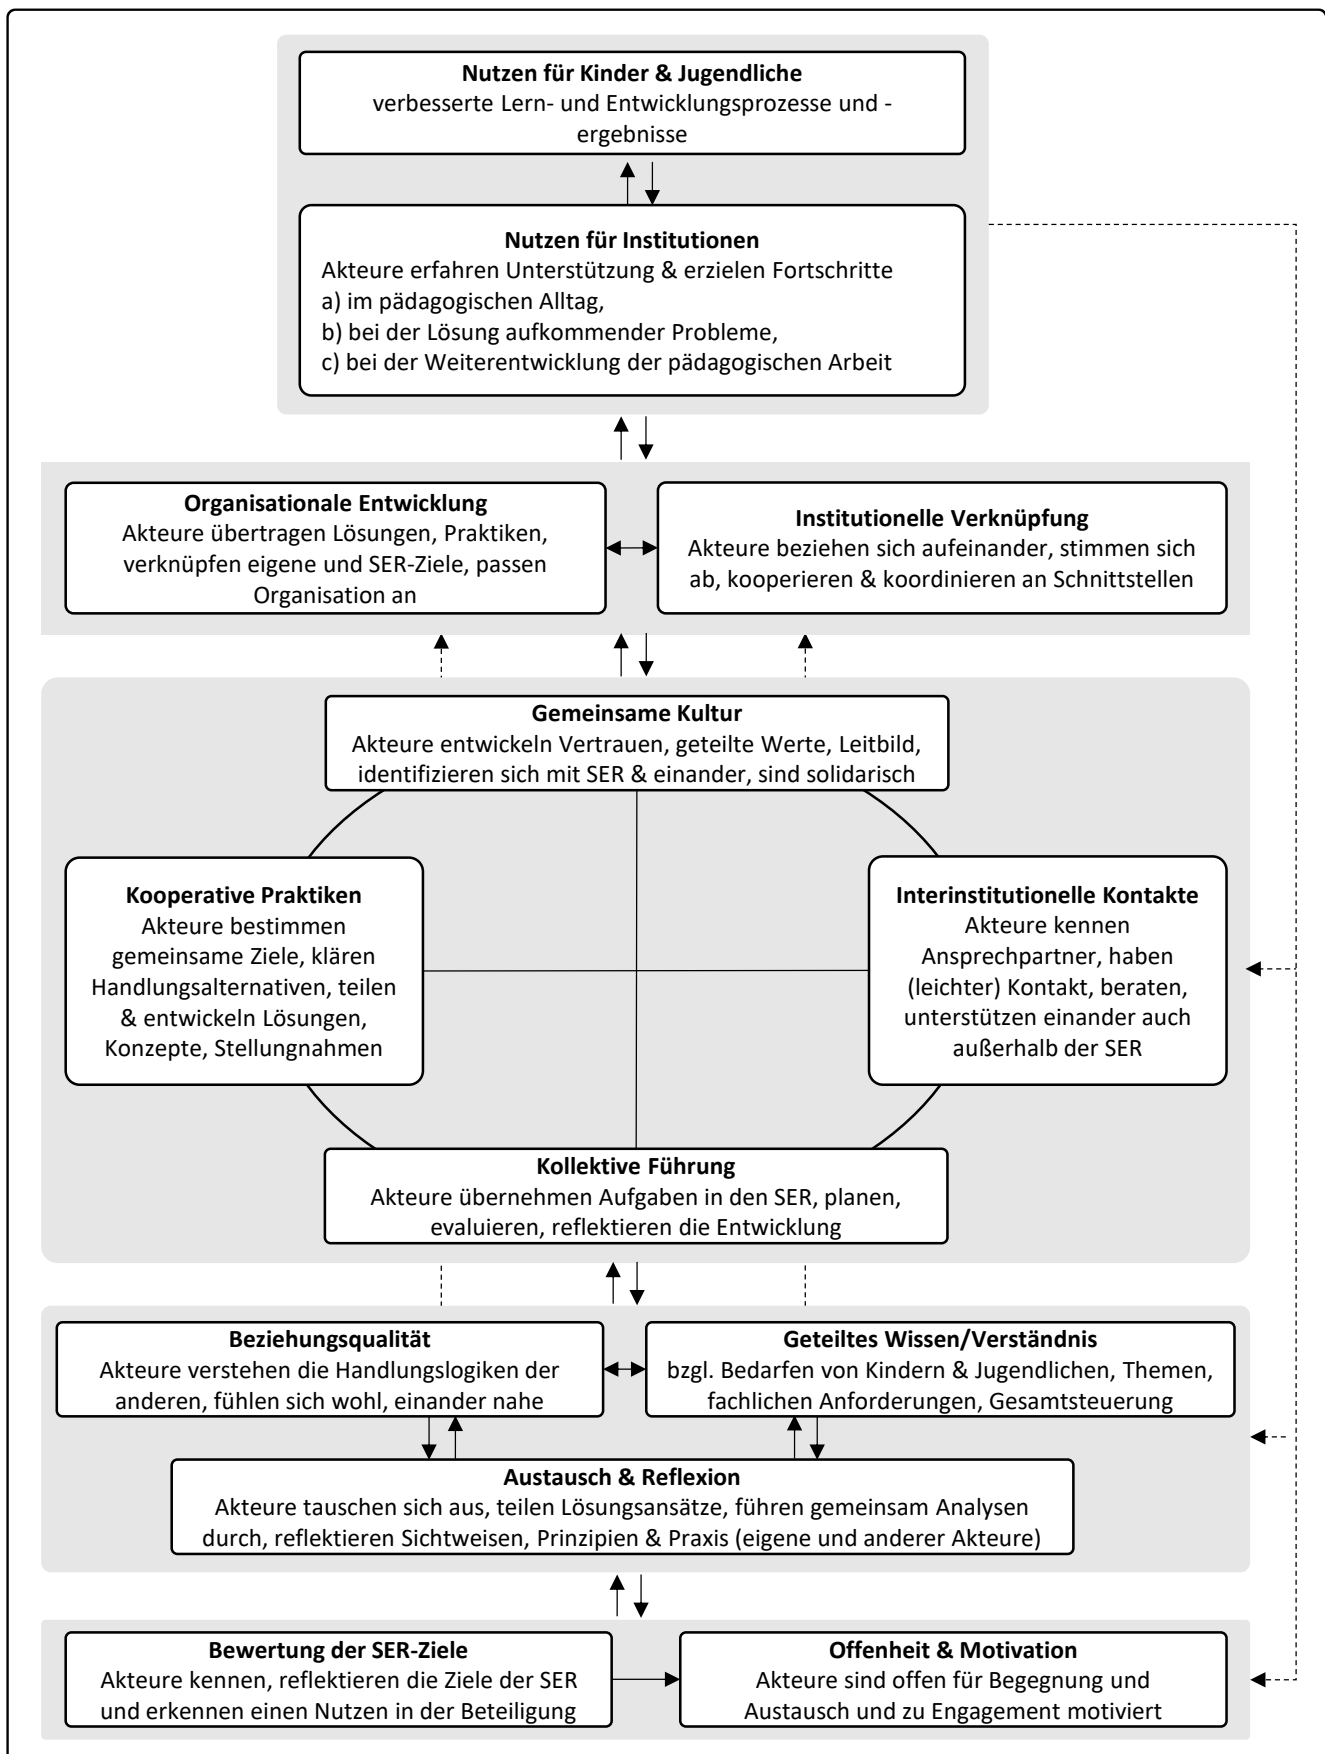 Nutzen für Kinder & Jugendliche
verbesserte Lern- und Entwicklungsprozesse und -
ergebnisse
Nutzen für Institutionen
Akteure erfahren Unterstützung & erzielen Fortschritte
a) im pädagogischen Alltag,
b) bei der Lösung aufkommender Probleme,
c) bei der Weiterentwicklung der pädagogischen Arbeit
Organisationale Entwicklung
Akteure übertragen Lösungen, Praktiken,
verknüpfen eigene und SER-Ziele, passen
Organisation an
Institutionelle Verknüpfung
Akteure beziehen sich aufeinander, stimmen sich
ab, kooperieren & koordinieren an Schnittstellen
Gemeinsame Kultur
Akteure entwickeln Vertrauen, geteilte Werte, Leitbild,
identifizieren sich mit SER & einander, sind solidarisch
Kooperative Praktiken
Akteure bestimmen
gemeinsame Ziele, klären
Handlungsalternativen, teilen
& entwickeln Lösungen,
Konzepte, Stellungnahmen
Interinstitutionelle Kontakte
Akteure kennen
Ansprechpartner, haben
(leichter) Kontakt, beraten,
unterstützen einander auch
außerhalb der SER
Kollektive Führung
Akteure übernehmen Aufgaben in den SER, planen,
evaluieren, reflektieren die Entwicklung
Beziehungsqualität
Akteure verstehen die Handlungslogiken der
anderen, fühlen sich wohl, einander nahe
Geteiltes Wissen/Verständnis
bzgl. Bedarfen von Kindern & Jugendlichen, Themen,
fachlichen Anforderungen, Gesamtsteuerung
Austausch & Reflexion
Akteure tauschen sich aus, teilen Lösungsansätze, führen gemeinsam Analysen
durch, reflektieren Sichtweisen, Prinzipien & Praxis (eigene und anderer Akteure)
Bewertung der SER-Ziele
Akteure kennen, reflektieren die Ziele der SER
und erkennen einen Nutzen in der Beteiligung
Offenheit & Motivation
Akteure sind offen für Begegnung und
Austausch und zu Engagement motiviert